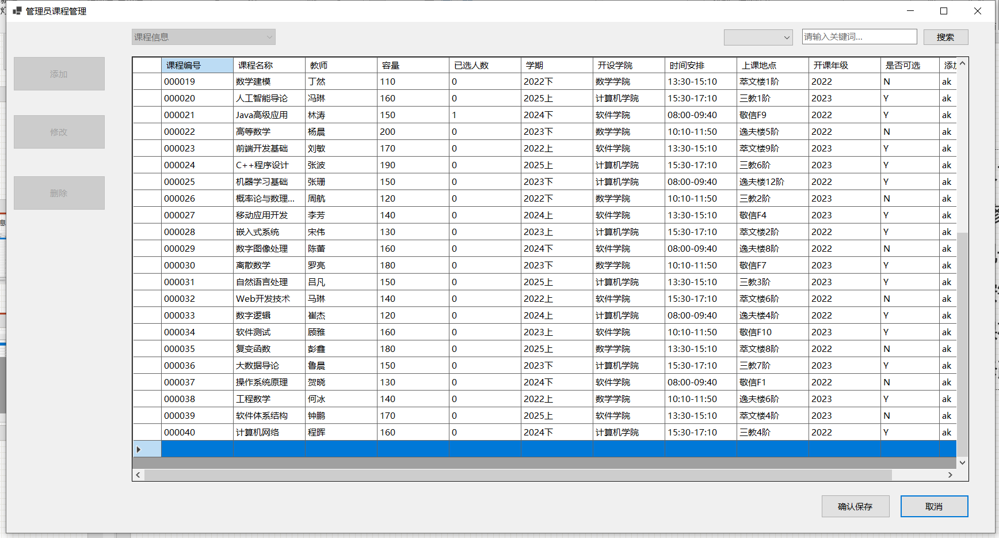 管理员课程管理
课程信息 请输入关键词... 搜索
添加
修改
删除
课程编号 课程名称 教师 容量 已选人数 学期 开设学院 时间安排 上课地点 开课年级 是否可选
000019 数学建模 丁然 110 0 2022下 数学学院 13:30-15:10 萃文楼1阶 2022 N ak
000020 人工智能导论 冯琳 160 0 2025上 计算机学院 15:30-17:10 三教1阶 2023 Y ak
000021 Java高级应用 林涛 150 1 2024下 软件学院 08:00-09:40 敬信F9 2022 Y ak
000022 高等数学 杨晨 200 0 2023下 数学学院 10:10-11:50 逸夫楼5阶 2022 N ak
000023 前端开发基础 刘敏 170 0 2022上 软件学院 13:30-15:10 萃文楼9阶 2023 Y ak
000024 C++程序设计 张波 190 0 2025上 计算机学院 15:30-17:10 三教6阶 2023 Y ak
000025 机器学习基础 张珊 150 0 2023下 计算机学院 08:00-09:40 逸夫楼12阶 2022 Y ak
000026 概率论与数理... 周航 120 0 2022下 数学学院 10:10-11:50 三教2阶 2023 N ak
000027 移动应用开发 李芳 140 0 2024上 软件学院 13:30-15:10 敬信F4 2023 Y ak
000028 嵌入式系统 宋伟 130 0 2023上 计算机学院 15:30-17:10 萃文楼2阶 2022 Y ak
000029 数字图像处理 陈蕾 160 0 2024下 软件学院 08:00-09:40 逸夫楼8阶 2022 N ak
000030 离散数学 罗亮 180 0 2023下 数学学院 10:10-11:50 敬信F7 2023 Y ak
000031 自然语言处理 吕凡 150 0 2025上 计算机学院 13:30-15:10 三教3阶 2023 Y ak
000032 Web开发技术 马琳 140 0 2022上 软件学院 15:30-17:10 萃文楼6阶 2022 N ak
000033 数字逻辑 崔杰 120 0 2024上 计算机学院 08:00-09:40 逸夫楼4阶 2022 Y ak
000034 软件测试 顾雅 160 0 2023上 软件学院 10:10-11:50 敬信F10 2023 Y ak
000035 复变函数 彭鑫 180 0 2025上 数学学院 13:30-15:10 萃文楼8阶 2022 N ak
000036 大数据导论 鲁晨 150 0 2023下 计算机学院 15:30-17:10 三教7阶 2023 Y ak
000037 操作系统原理 贺晓 130 0 2024下 软件学院 08:00-09:40 敬信F1 2022 N ak
000038 工程数学 何冰 140 0 2022上 数学学院 10:10-11:50 逸夫楼6阶 2023 Y ak
000039 软件体系结构 钟鹏 170 0 2025上 软件学院 13:30-15:10 萃文楼4阶 2023 N ak
000040 计算机网络 程晖 160 0 2024下 计算机学院 15:30-17:10 三教4阶 2022 Y ak
确认保存 取消